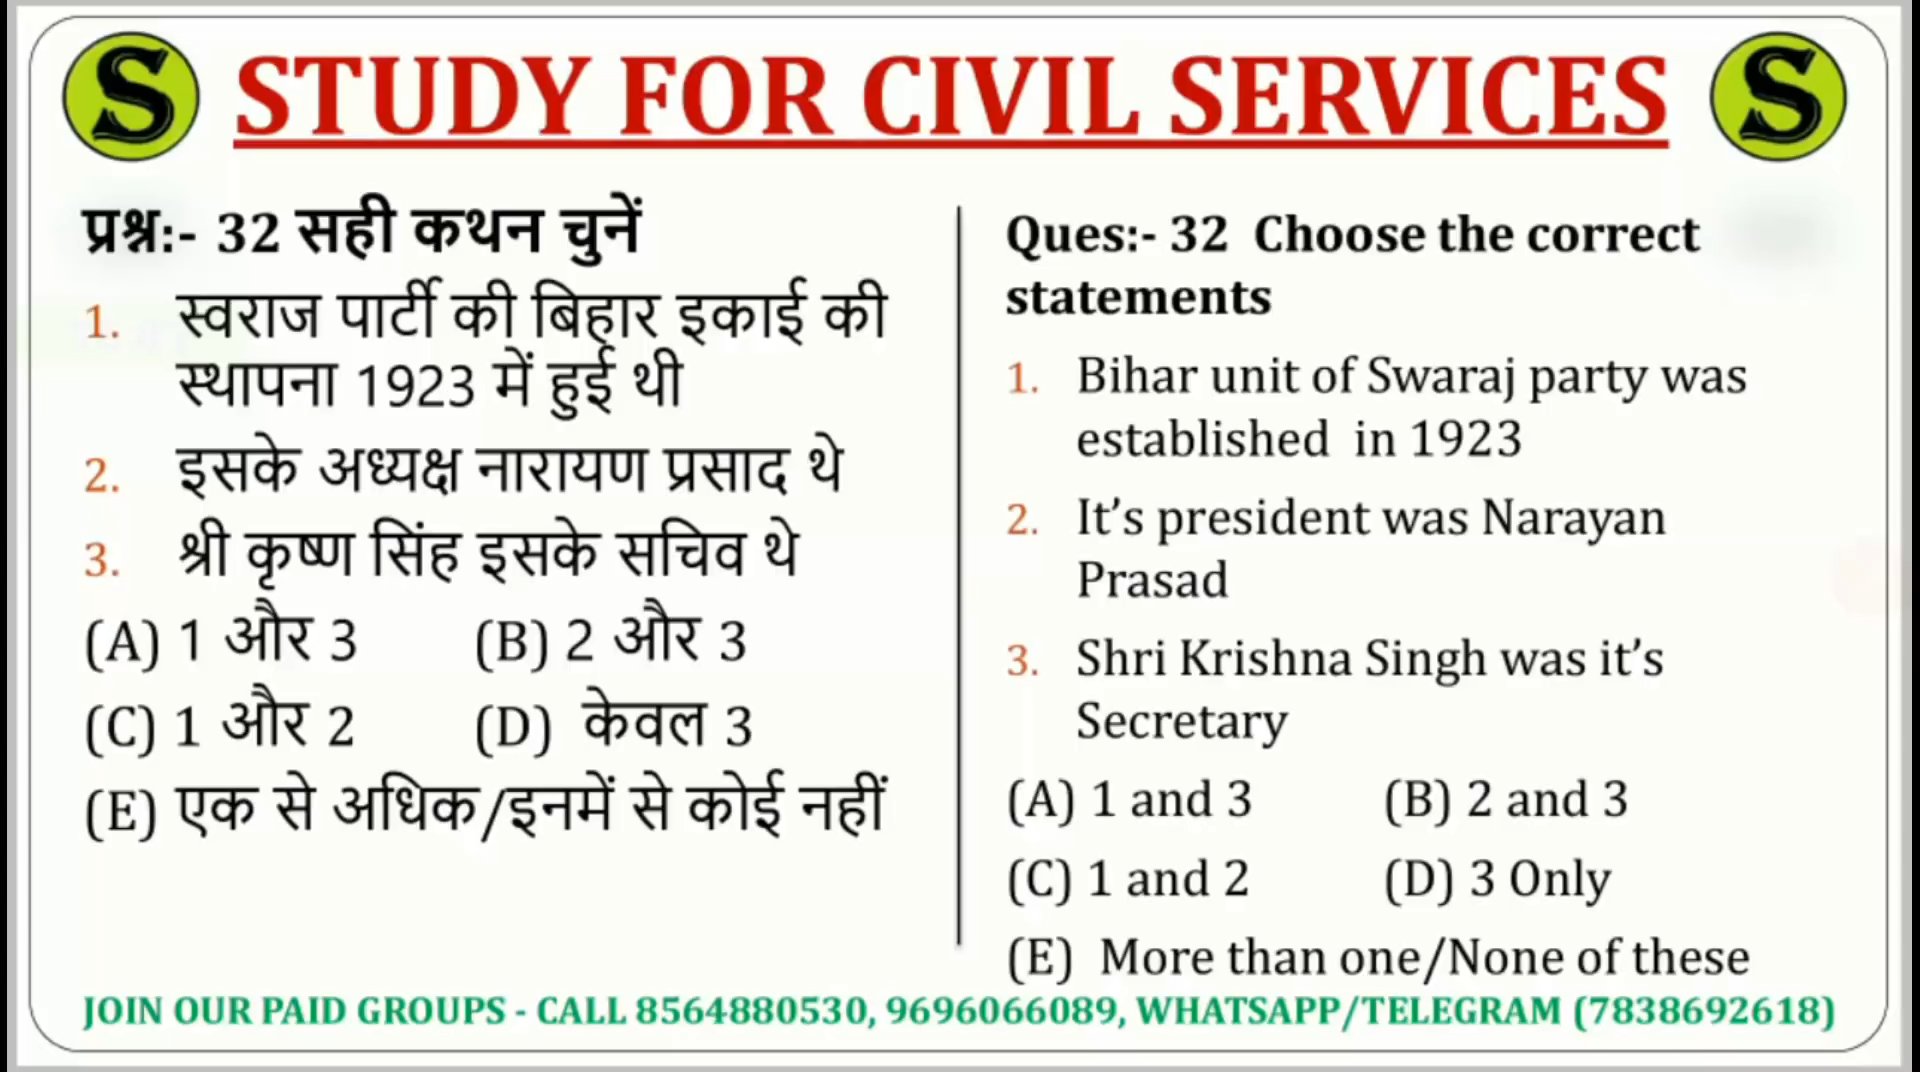 S STUDY FOR CIVIL SERVICES S
प्रश्न:- 32 सही कथन चुनें
1. स्वराज पार्टी की बिहार इकाई की
स्थापना 1923 में हुई थी
2. इसके अध्यक्ष नारायण प्रसाद थे
3. श्री कृष्ण सिंह इसके सचिव थे
(A) 1 और 3 (B) 2 और 3
(C) 1 और 2 (D) केवल 3
(E) एक से अधिक/इनमें से कोई नहीं
Ques:- 32 Choose the correct
statements
1. Bihar unit of Swaraj party was
established in 1923
2. It’s president was Narayan
Prasad
3. Shri Krishna Singh was it’s
Secretary
(A) 1 and 3 (B) 2 and 3
(C) 1 and 2 (D) 3 Only
(E) More than one/None of these
JOIN OUR PAID GROUPS - CALL 8564880530, 9696066089, WHATSAPP/TELEGRAM (7838692618)